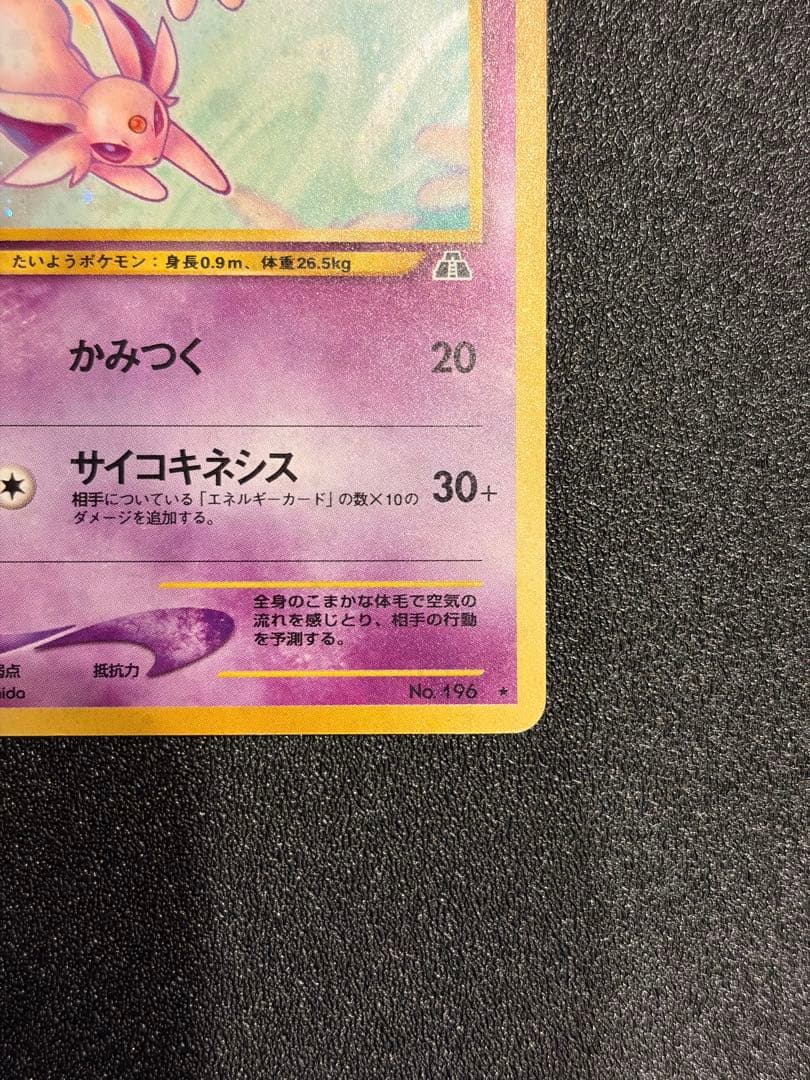 たいようポケモン：身長0.9m、体重26.5kg
かみつく 20
サイコキネシス 30+
相手についている「エネルギーカード」の数×10の
ダメージを追加する。
全身のこまかな体毛で空気の
流れを感じとり、相手の行動
を予測する。
弱点 抵抗力
No. 196 ★